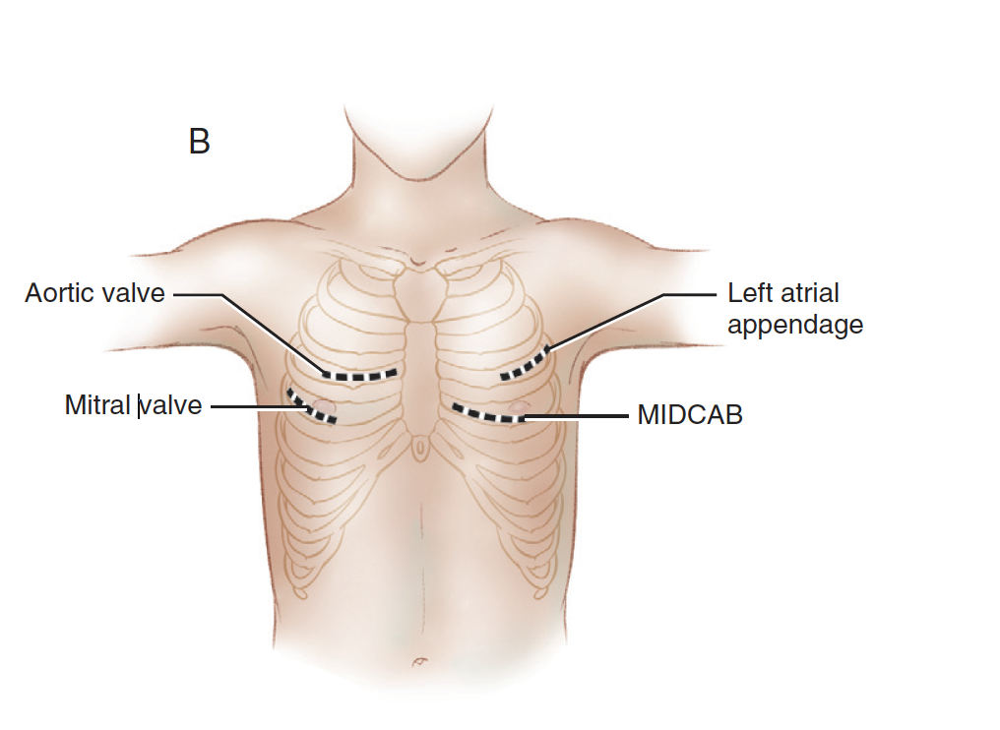 B
Aortic valve
Left atrial
appendage
Mitral valve
MIDCAB